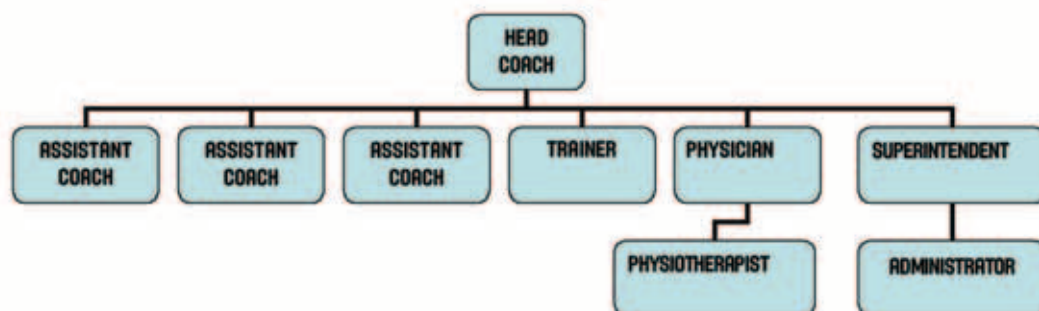 HEAD
COACH
ASSISTANT
COACH
ASSISTANT
COACH
ASSISTANT
COACH
TRAINER
PHYSICIAN
SUPERINTENDENT
PHYSIOTHERAPIST
ADMINISTRATOR